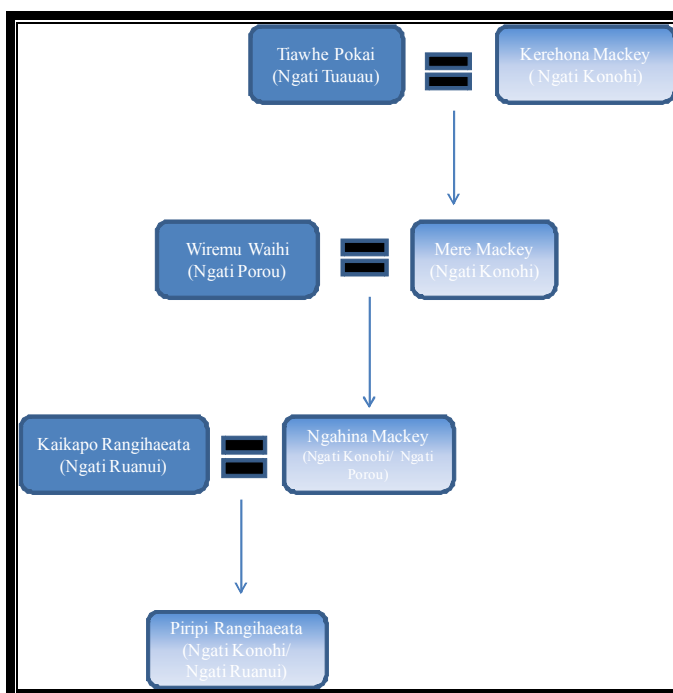 Tiawhe Pokai
(Ngati Tuauau)
Kerehona Mackey
( Ngati Konohi)
Wiremu Waihi
(Ngati Porou)
Mere Mackey
(Ngati Konohi)
Kaikapo Rangihaeata
(Ngati Ruanui)
Ngahina Mackey
(Ngati Konohi/ Ngati
Porou)
Piripi Rangihaeata
(Ngati Konohi/
Ngati Ruanui)